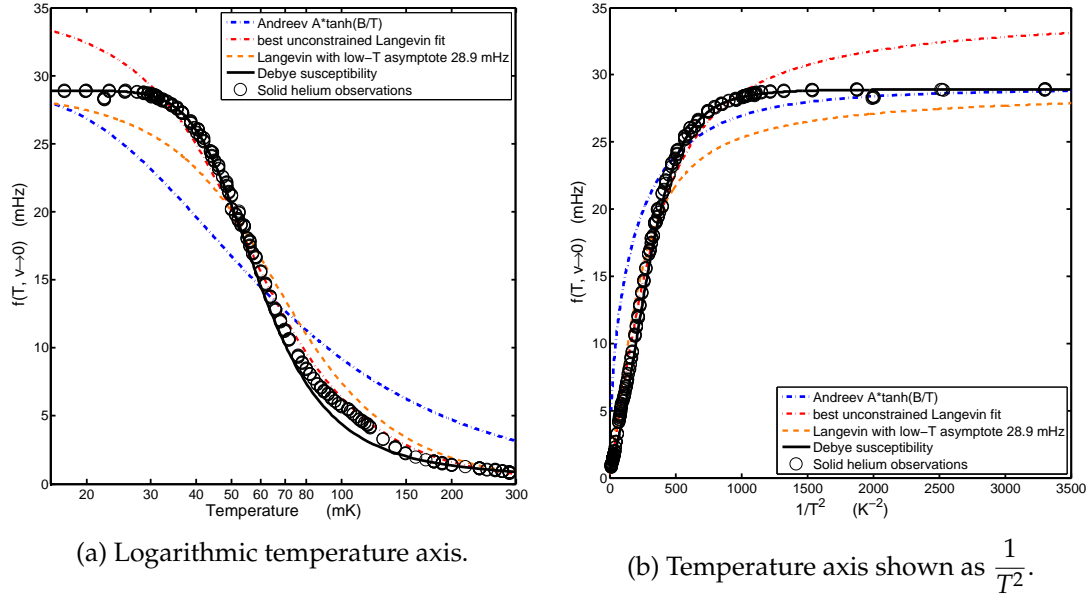 35
30
25
20
15
10
5
0
f(T, v→0) (mHz)
Andreev A*tanh(B/T)
best unconstrained Langevin fit
Langevin with low−T asymptote 28.9 mHz
Debye susceptibility
Solid helium observations
20 30 40 50 60 70 80 100 150 200 300
Temperature (mK)
(a) Logarithmic temperature axis.
35
30
25
20
15
10
5
0
f(T, v→0) (mHz)
Andreev A*tanh(B/T)
best unconstrained Langevin fit
Langevin with low−T asymptote 28.9 mHz
Debye susceptibility
Solid helium observations
0 500 1000 1500 2000 2500 3000 3500
1/T² (K⁻²)
(b) Temperature axis shown as 1/T².